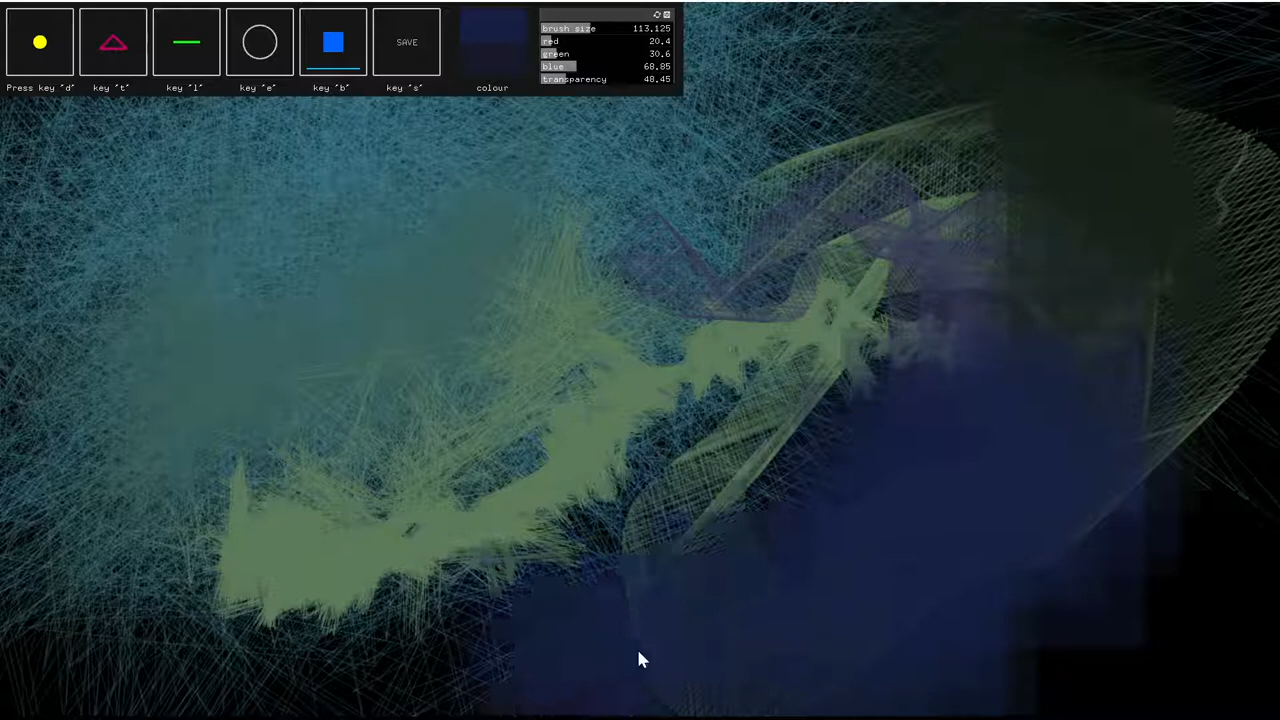 SAVE
Press key "d"
key "t"
key "l"
key "e"
key "b"
key "s"
colour
brush size 113.125
red 20.4
green 30.6
blue 68.85
transparency 48.45